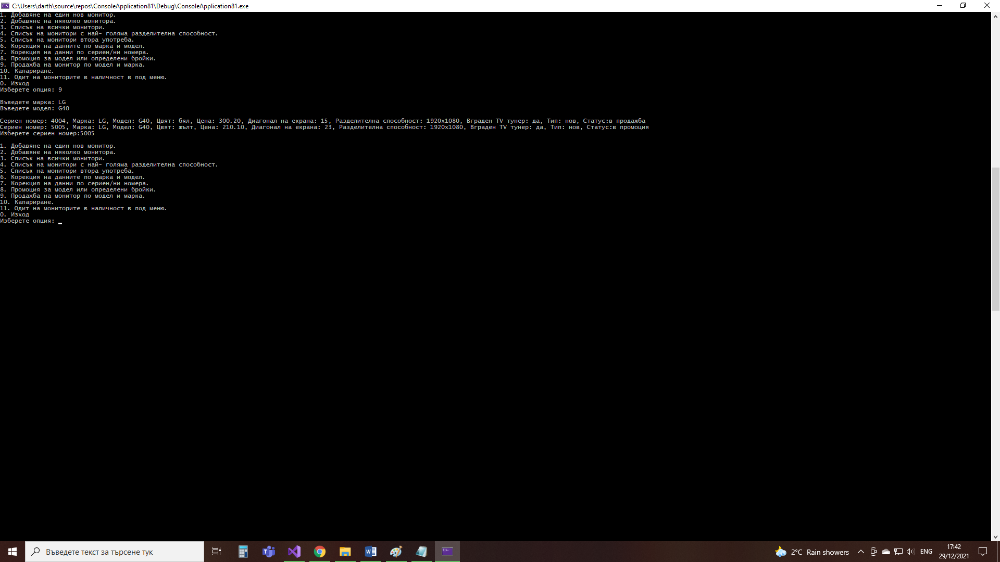 C:\Users\darth\source\repos\ConsoleApplication81\Debug\ConsoleApplication81.exe
1. Добавяне на един нов монитор.
2. Добавяне на няколко монитора.
3. Списък на всички монитори.
4. Списък на монитори с най- голяма разделителна способност.
5. Списък на монитори втора употреба.
6. Корекция на данните по марка и модел.
7. Корекция на данни по сериен/ни номера.
8. Промоция за модел или определени бройки.
9. Продажба на монитор по модел и марка.
10. Капариране.
11. Одит на мониторите в наличност в под меню.
0. Изход
Изберете опция: 9
Въведете марка: LG
Въведете модел: G40
Сериен номер: 4004, Марка: LG, Модел: G40, Цвят: бял, Цена: 300.20, Диагонал на екрана: 15, Разделителна способност: 1920x1080, Вграден TV тунер: да, Тип: нов, Статус:в продажба
Сериен номер: 5005, Марка: LG, Модел: G40, Цвят: жълт, Цена: 210.10, Диагонал на екрана: 23, Разделителна способност: 1920x1080, Вграден TV тунер: да, Тип: нов, Статус:в промоция
Изберете сериен номер:5005
1. Добавяне на един нов монитор.
2. Добавяне на няколко монитора.
3. Списък на всички монитори.
4. Списък на монитори с най- голяма разделителна способност.
5. Списък на монитори втора употреба.
6. Корекция на данните по марка и модел.
7. Корекция на данни по сериен/ни номера.
8. Промоция за модел или определени бройки.
9. Продажба на монитор по модел и марка.
10. Капариране.
11. Одит на мониторите в наличност в под меню.
0. Изход
Изберете опция:
Въведете текст за търсене тук
2°C Rain showers
ENG
17:42
29/12/2021